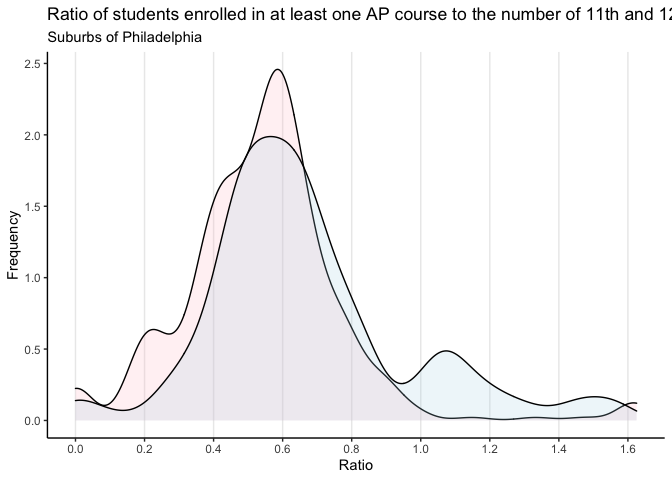 Ratio of students enrolled in at least one AP course to the number of 11th and 12
Suburbs of Philadelphia
2.5
2.0
1.5
1.0
0.5
0.0
Frequency
0.0 0.2 0.4 0.6 0.8 1.0 1.2 1.4 1.6
Ratio